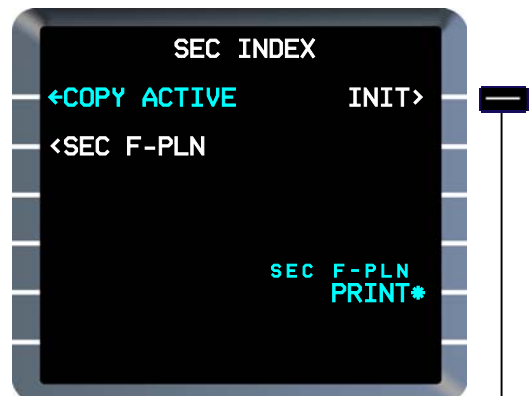 SEC INDEX
←COPY ACTIVE INIT>
<SEC F-PLN
SEC F-PLN
PRINT*